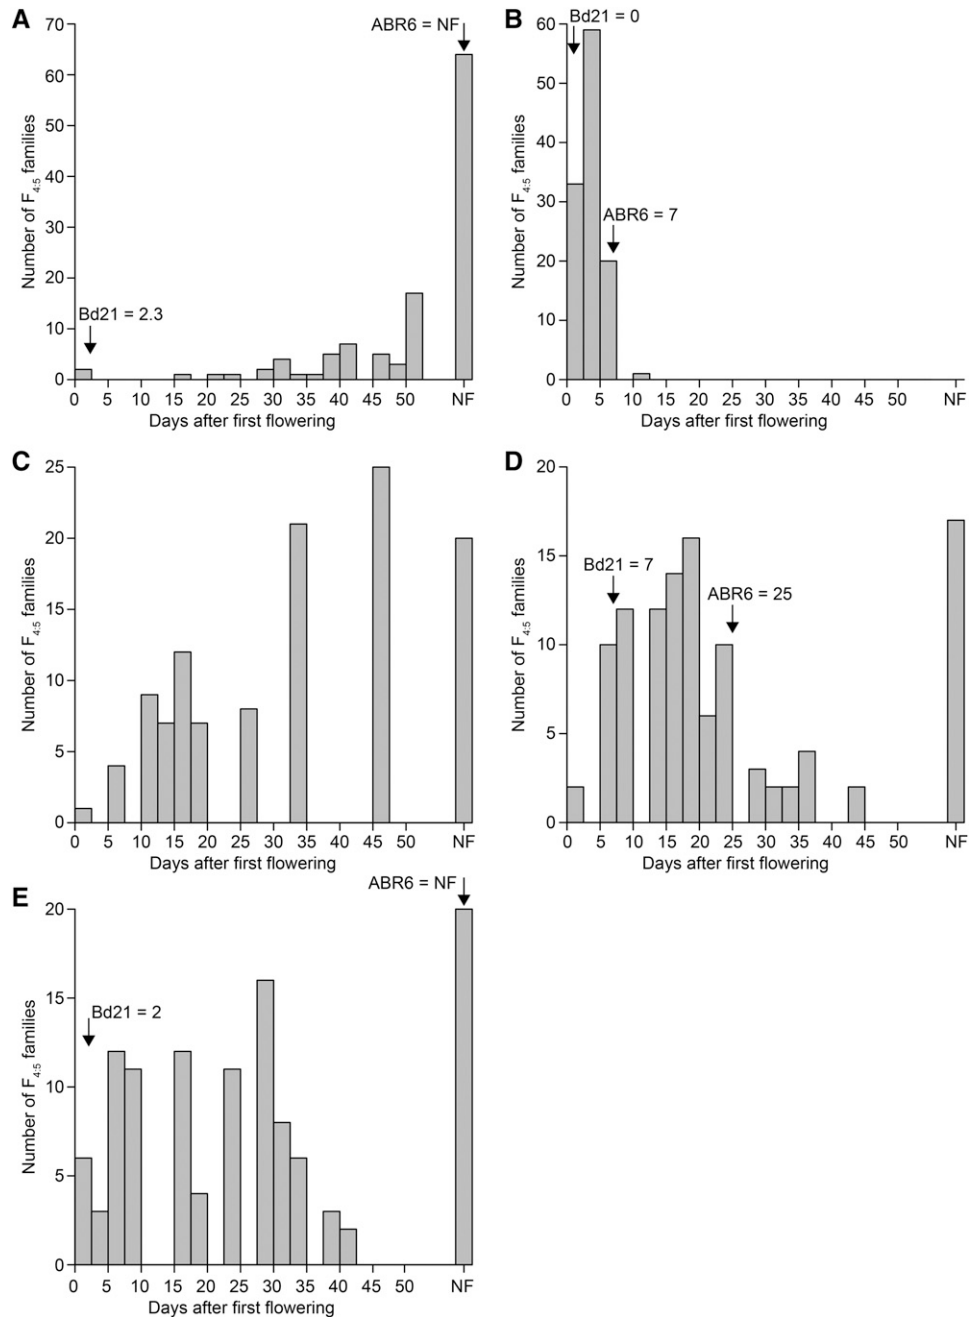 A
70
60
50
40
30
20
10
0
Number of F4:5 families
ABR6 = NF
Bd21 = 2.3
0 5 10 15 20 25 30 35 40 45 50 NF
Days after first flowering
B
60
50
40
30
20
10
0
Number of F4:5 families
Bd21 = 0
ABR6 = 7
0 5 10 15 20 25 30 35 40 45 50 NF
Days after first flowering
C
25
20
15
10
5
0
Number of F4:5 families
0 5 10 15 20 25 30 35 40 45 50 NF
Days after first flowering
D
20
15
10
5
0
Number of F4:5 families
Bd21 = 7
ABR6 = 25
0 5 10 15 20 25 30 35 40 45 50 NF
Days after first flowering
E
20
15
10
5
0
Number of F4:5 families
ABR6 = NF
Bd21 = 2
0 5 10 15 20 25 30 35 40 45 50 NF
Days after first flowering